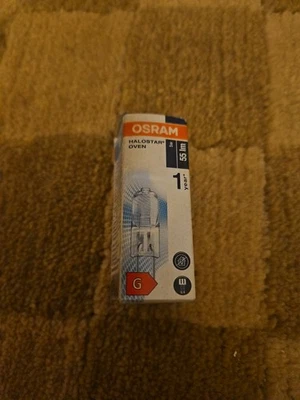 OSRAM
HALOSTAR®
OVEN
55 lm
1 year*
G